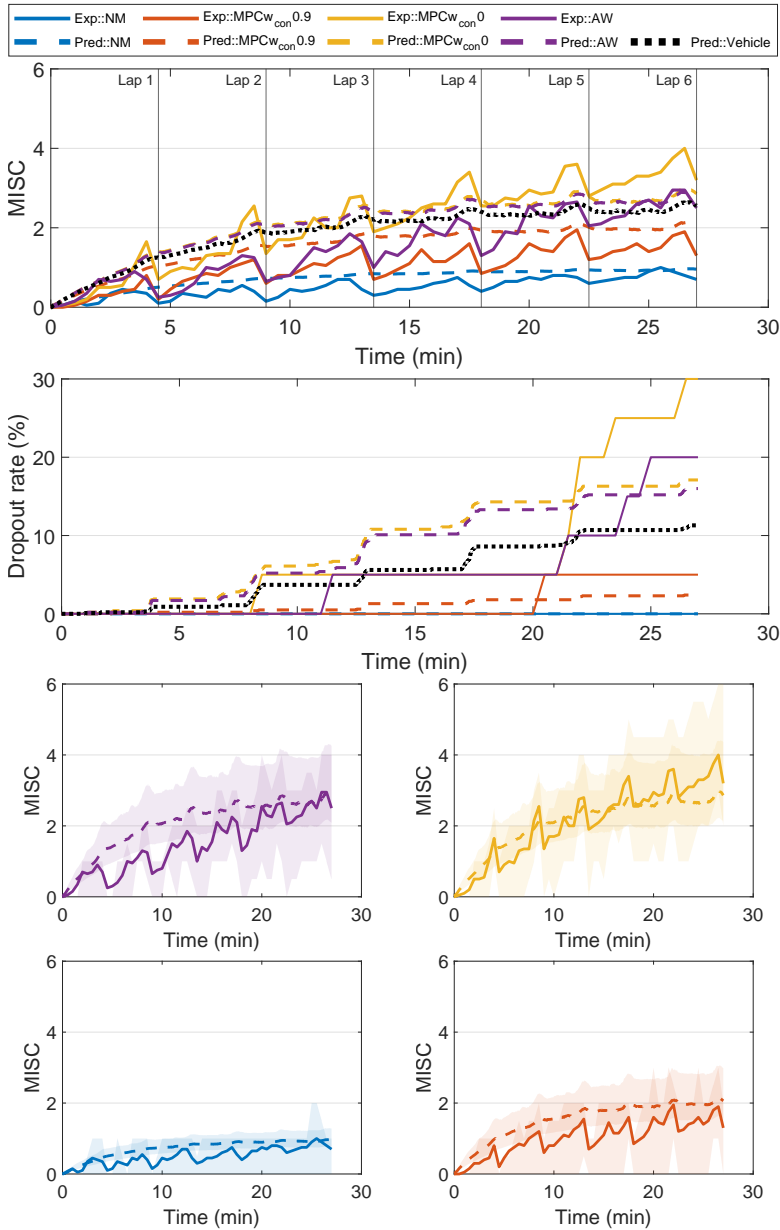 Exp::NM Exp::MPCw_con0.9 Exp::MPCw_con0 Exp::AW
Pred::NM Pred::MPCw_con0.9 Pred::MPCw_con0 Pred::AW Pred::Vehicle
Lap 1 Lap 2 Lap 3 Lap 4 Lap 5 Lap 6
MISC
6
4
2
0
0 5 10 15 20 25 30
Time (min)
Dropout rate (%)
30
20
10
0
0 5 10 15 20 25 30
Time (min)
MISC
6
4
2
0
0 10 20 30
Time (min)
MISC
6
4
2
0
0 10 20 30
Time (min)
MISC
6
4
2
0
0 10 20 30
Time (min)
MISC
6
4
2
0
0 10 20 30
Time (min)